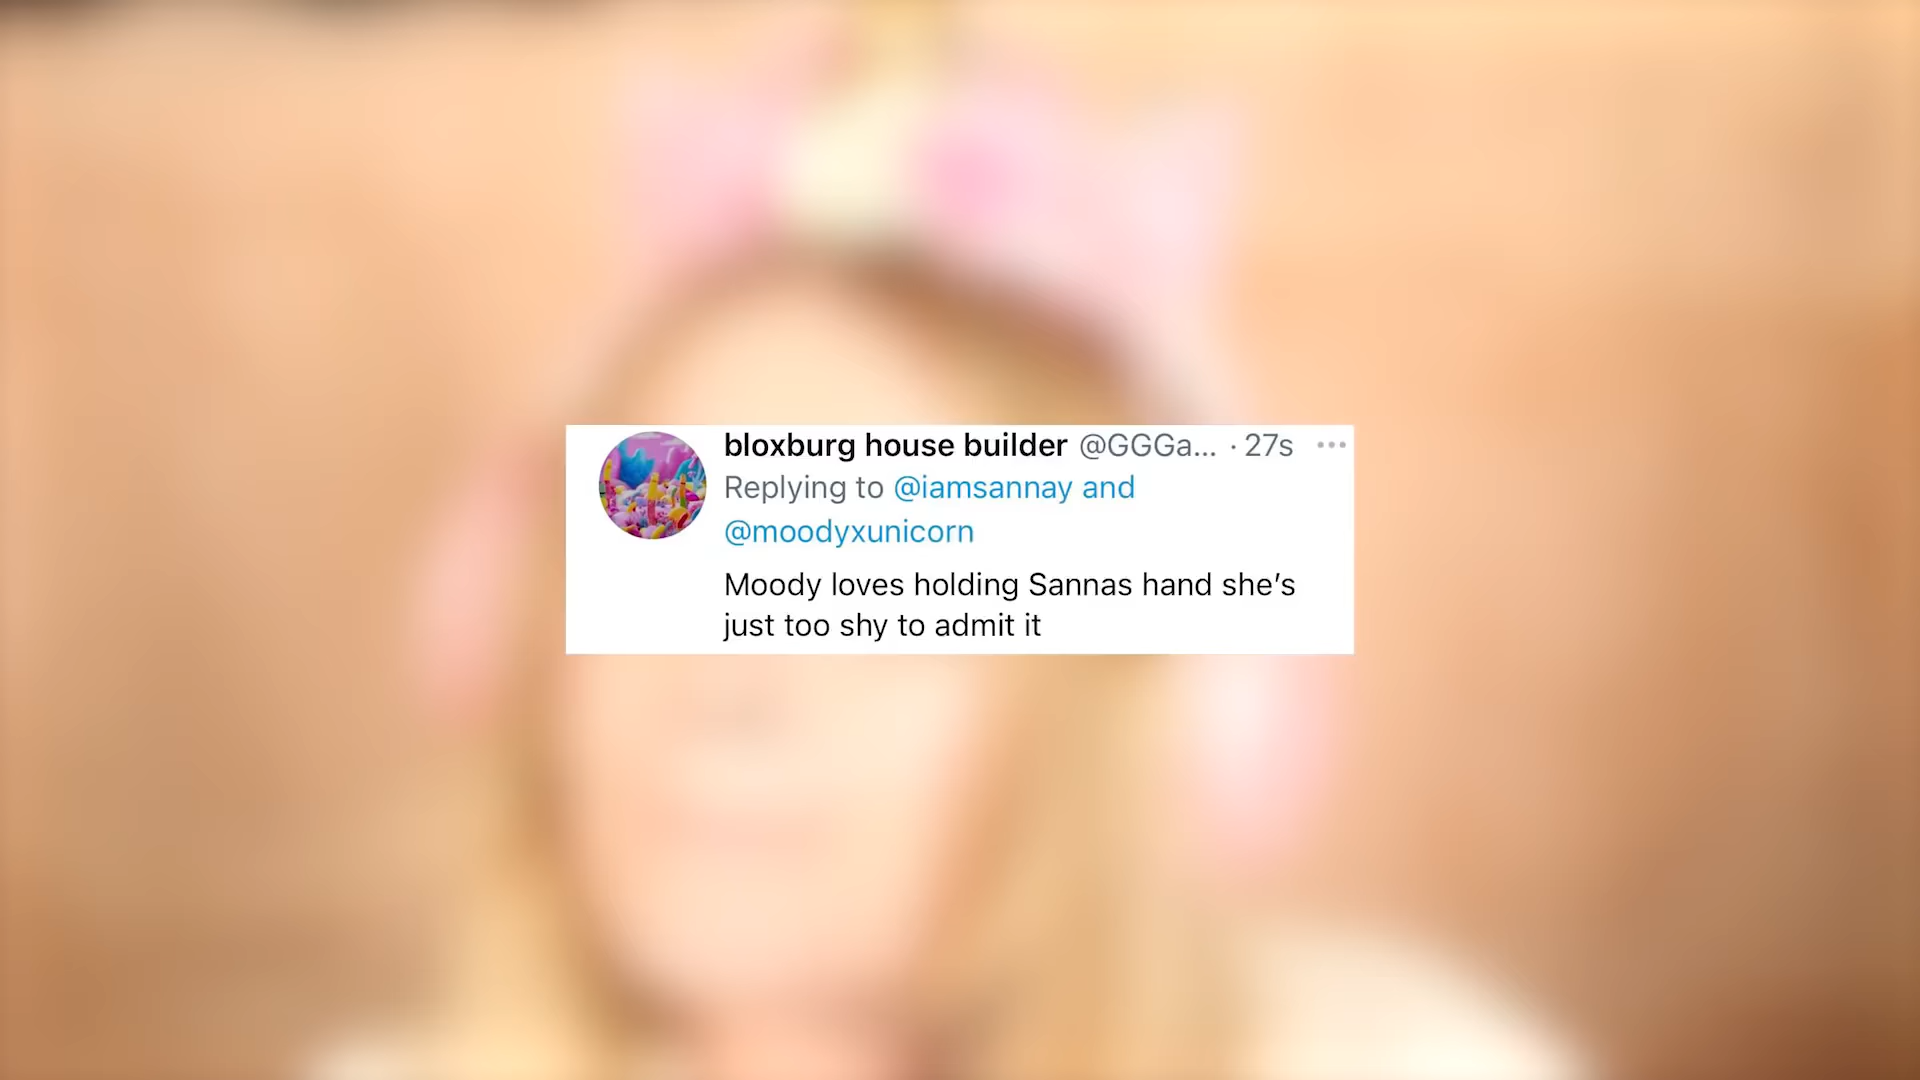 bloxburg house builder @GGGa... · 27s ...
Replying to @iamsannay and
@moodyxunicorn
Moody loves holding Sannas hand she’s
just too shy to admit it